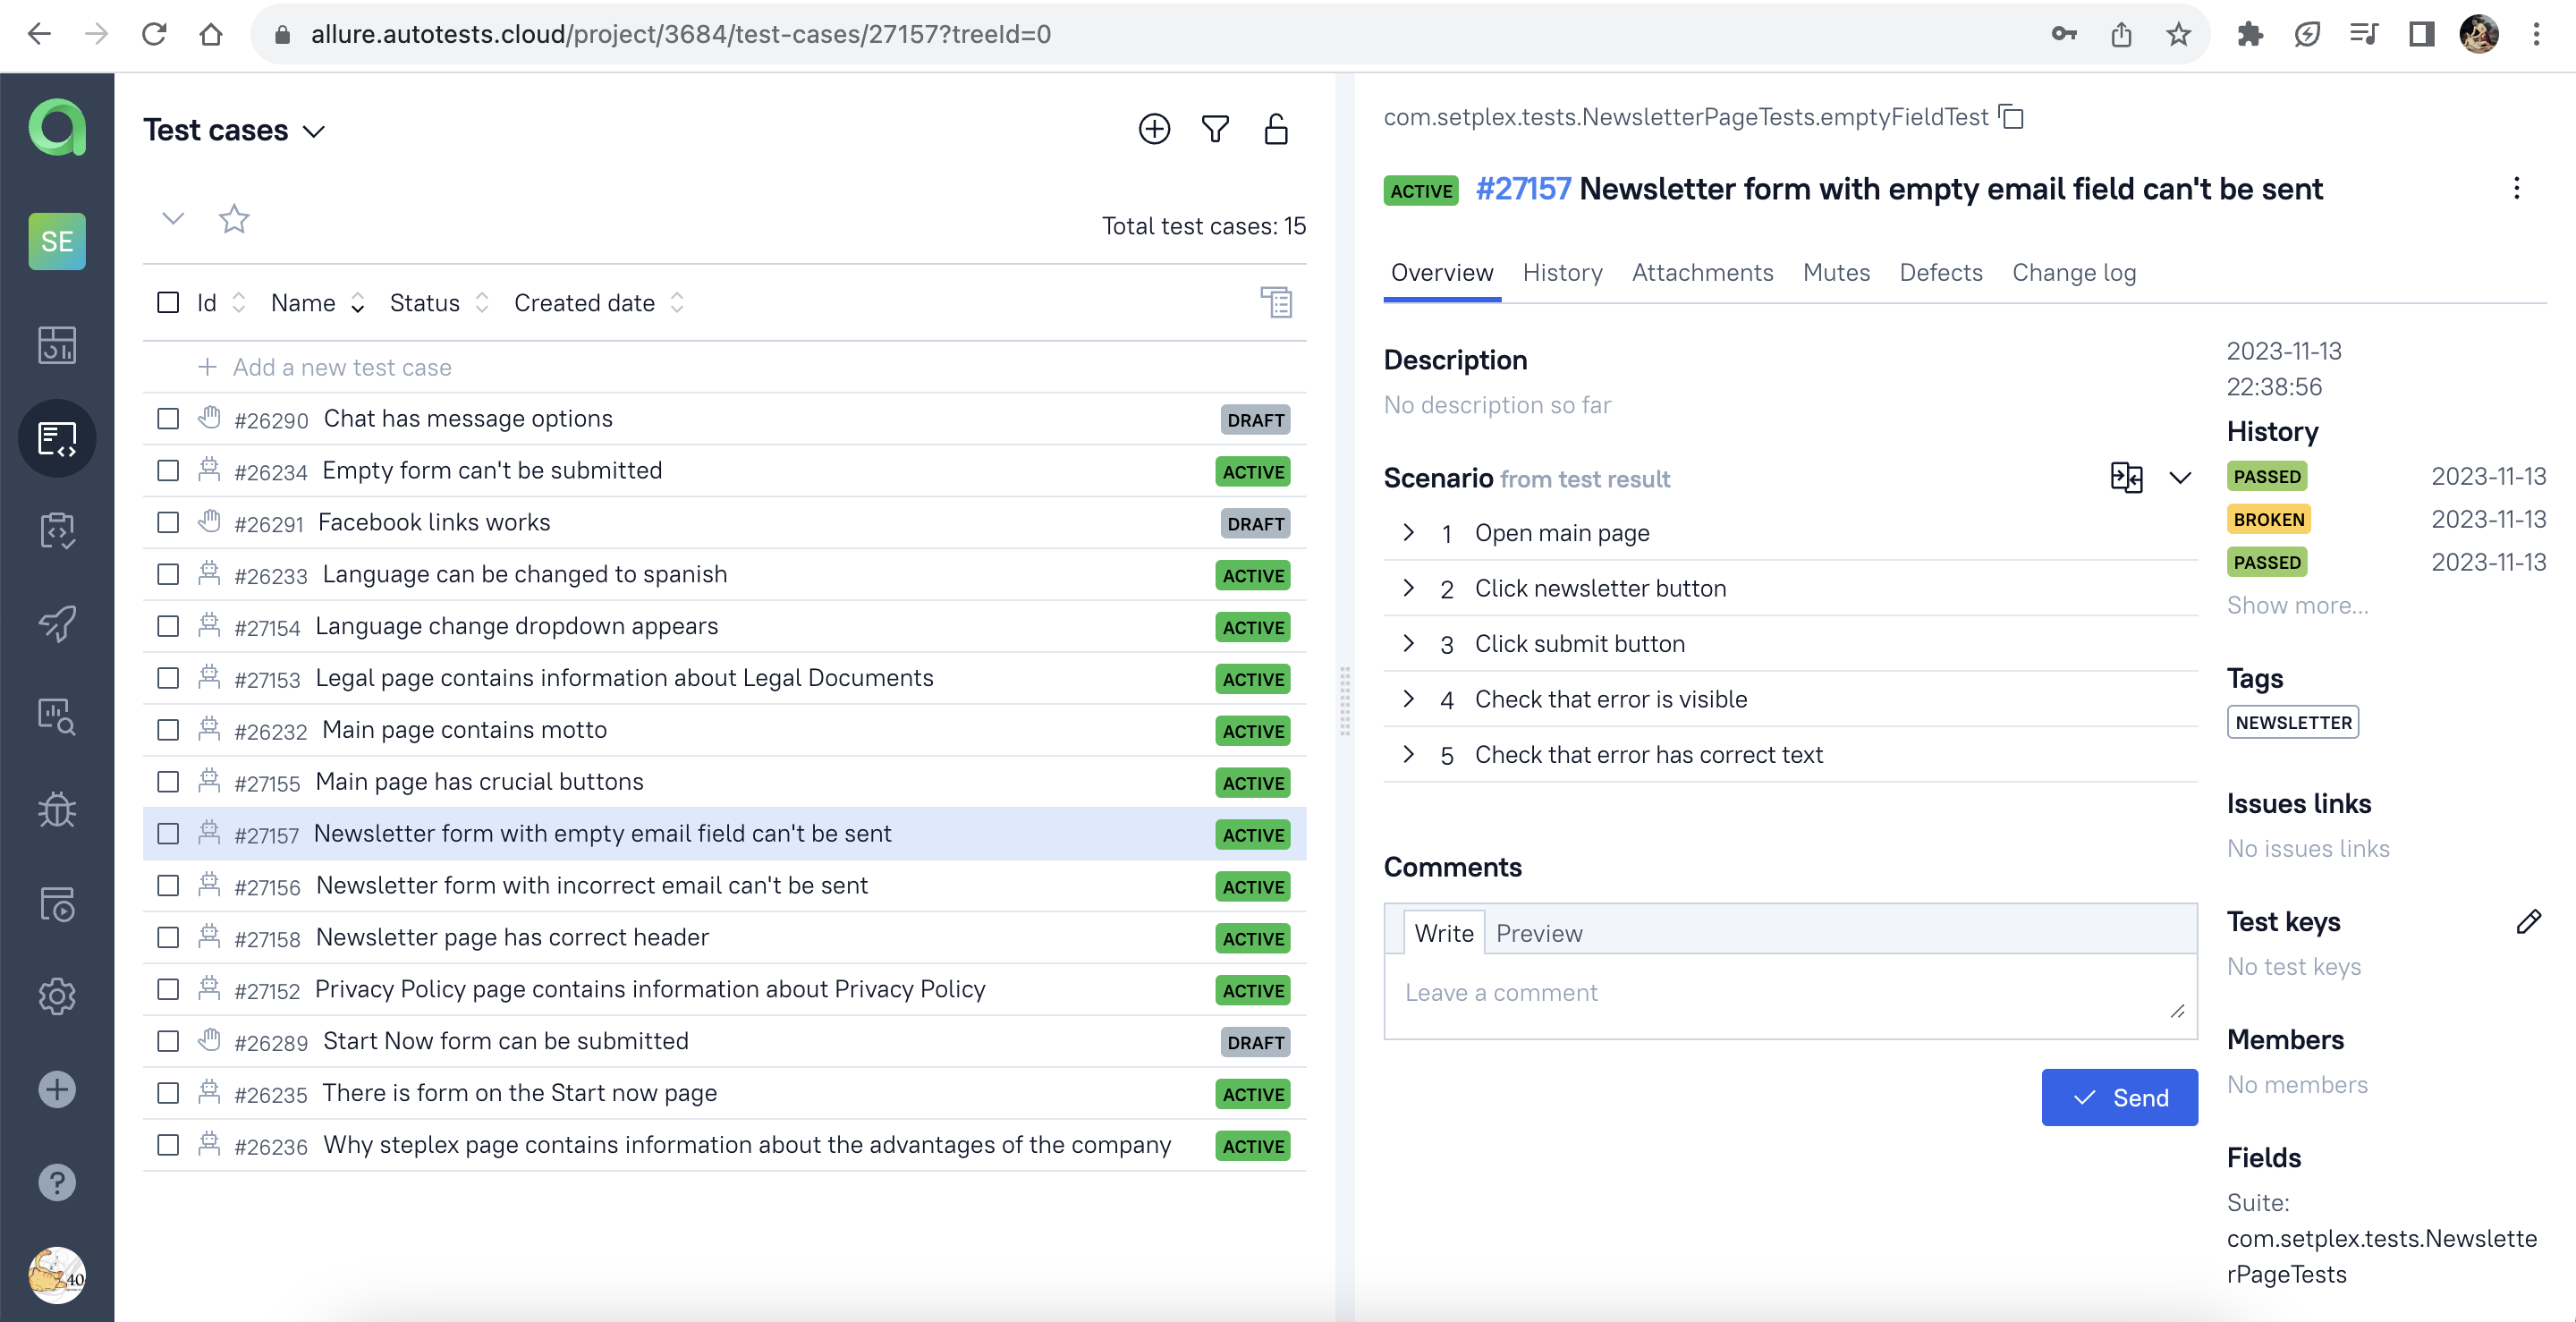 allure.autotests.cloud/project/3684/test-cases/27157?treeId=0
SE
Test cases
Total test cases: 15
Id Name Status Created date
Add a new test case
#26290 Chat has message options DRAFT
#26234 Empty form can't be submitted ACTIVE
#26291 Facebook links works DRAFT
#26233 Language can be changed to spanish ACTIVE
#27154 Language change dropdown appears ACTIVE
#27153 Legal page contains information about Legal Documents ACTIVE
#26232 Main page contains motto ACTIVE
#27155 Main page has crucial buttons ACTIVE
#27157 Newsletter form with empty email field can't be sent ACTIVE
#27156 Newsletter form with incorrect email can't be sent ACTIVE
#27158 Newsletter page has correct header ACTIVE
#27152 Privacy Policy page contains information about Privacy Policy ACTIVE
#26289 Start Now form can be submitted DRAFT
#26235 There is form on the Start now page ACTIVE
#26236 Why steplex page contains information about the advantages of the company ACTIVE
40
com.setplex.tests.NewsletterPageTests.emptyFieldTest
ACTIVE #27157 Newsletter form with empty email field can't be sent
Overview History Attachments Mutes Defects Change log
Description
No description so far
Scenario from test result
1 Open main page
2 Click newsletter button
3 Click submit button
4 Check that error is visible
5 Check that error has correct text
Comments
Write Preview
Leave a comment
Send
2023-11-13
22:38:56
History
PASSED 2023-11-13
BROKEN 2023-11-13
PASSED 2023-11-13
Show more...
Tags
NEWSLETTER
Issues links
No issues links
Test keys
No test keys
Members
No members
Fields
Suite:
com.setplex.tests.Newslette
rPageTests